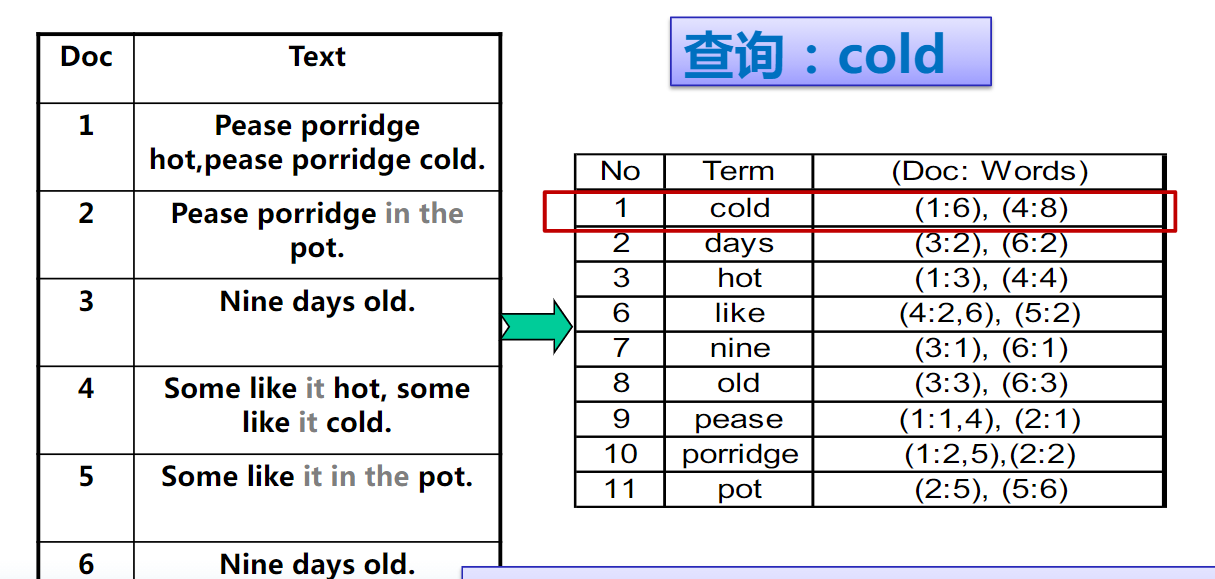 查询：cold
Doc Text
1 Pease porridge
hot,pease porridge cold.
2 Pease porridge in the
pot.
3 Nine days old.
4 Some like it hot, some
like it cold.
5 Some like it in the pot.
6 Nine days old.
No Term (Doc: Words)
1 cold (1:6), (4:8)
2 days (3:2), (6:2)
3 hot (1:3), (4:4)
6 like (4:2,6), (5:2)
7 nine (3:1), (6:1)
8 old (3:3), (6:3)
9 pease (1:1,4), (2:1)
10 porridge (1:2,5),(2:2)
11 pot (2:5), (5:6)